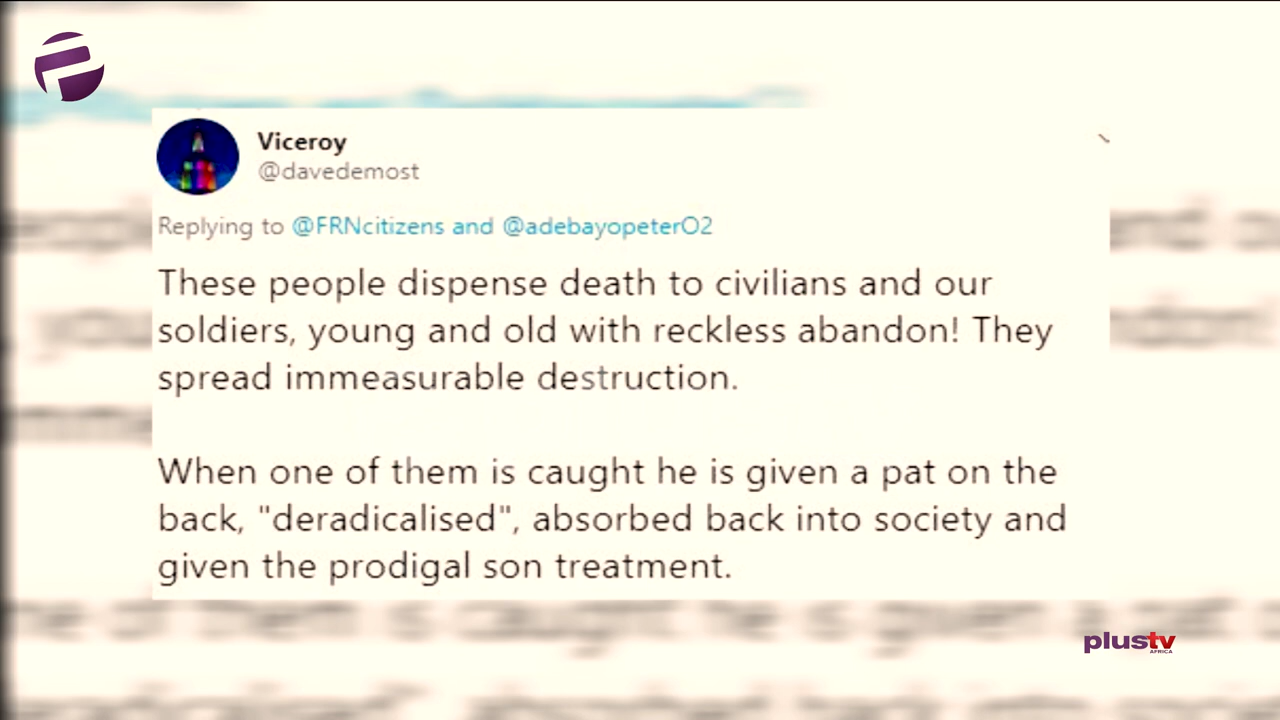 Viceroy
@davedemost
Replying to @FRNcitizens and @adebayopeterO2
These people dispense death to civilians and our
soldiers, young and old with reckless abandon! They
spread immeasurable destruction.
When one of them is caught he is given a pat on the
back, "deradicalised", absorbed back into society and
given the prodigal son treatment.
plustv
AFRICA